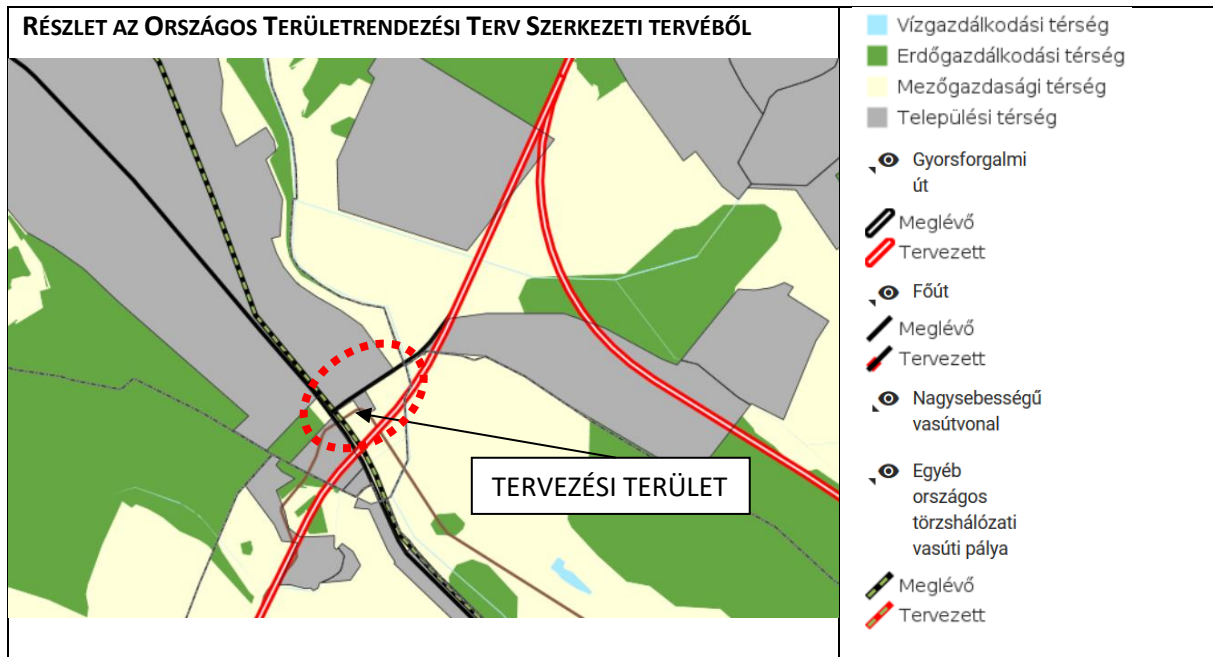 RÉSZLET AZ ORSZÁGOS TERÜLETRENDEZÉSI TERV SZERKEZETI TERVÉBŐL
TERVEZÉSI TERÜLET
Vízgazdálkodási térség
Erdőgazdálkodási térség
Mezőgazdasági térség
Települési térség
Gyorsforgalmi
út
Meglévő
Tervezett
Főút
Meglévő
Tervezett
Nagysebességű
vasútvonal
Egyéb
országos
törzshálózati
vasúti pálya
Meglévő
Tervezett